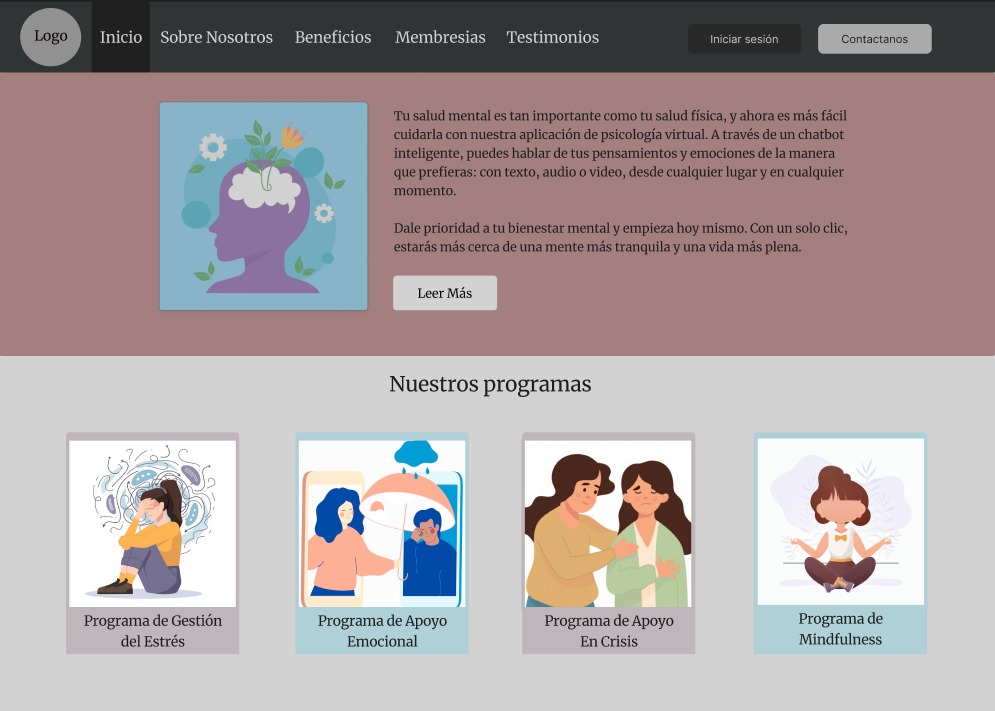 Logo
Inicio
Sobre Nosotros
Beneficios
Membresias
Testimonios
Iniciar sesión
Contactanos
Tu salud mental es tan importante como tu salud física, y ahora es más fácil
cuidarla con nuestra aplicación de psicología virtual. A través de un chatbot
inteligente, puedes hablar de tus pensamientos y emociones de la manera
que prefieras: con texto, audio o video, desde cualquier lugar y en cualquier
momento.
Dale prioridad a tu bienestar mental y empieza hoy mismo. Con un solo clic,
estarás más cerca de una mente más tranquila y una vida más plena.
Leer Más
Nuestros programas
Programa de Gestión
del Estrés
Programa de Apoyo
Emocional
Programa de Apoyo
En Crisis
Programa de
Mindfulness